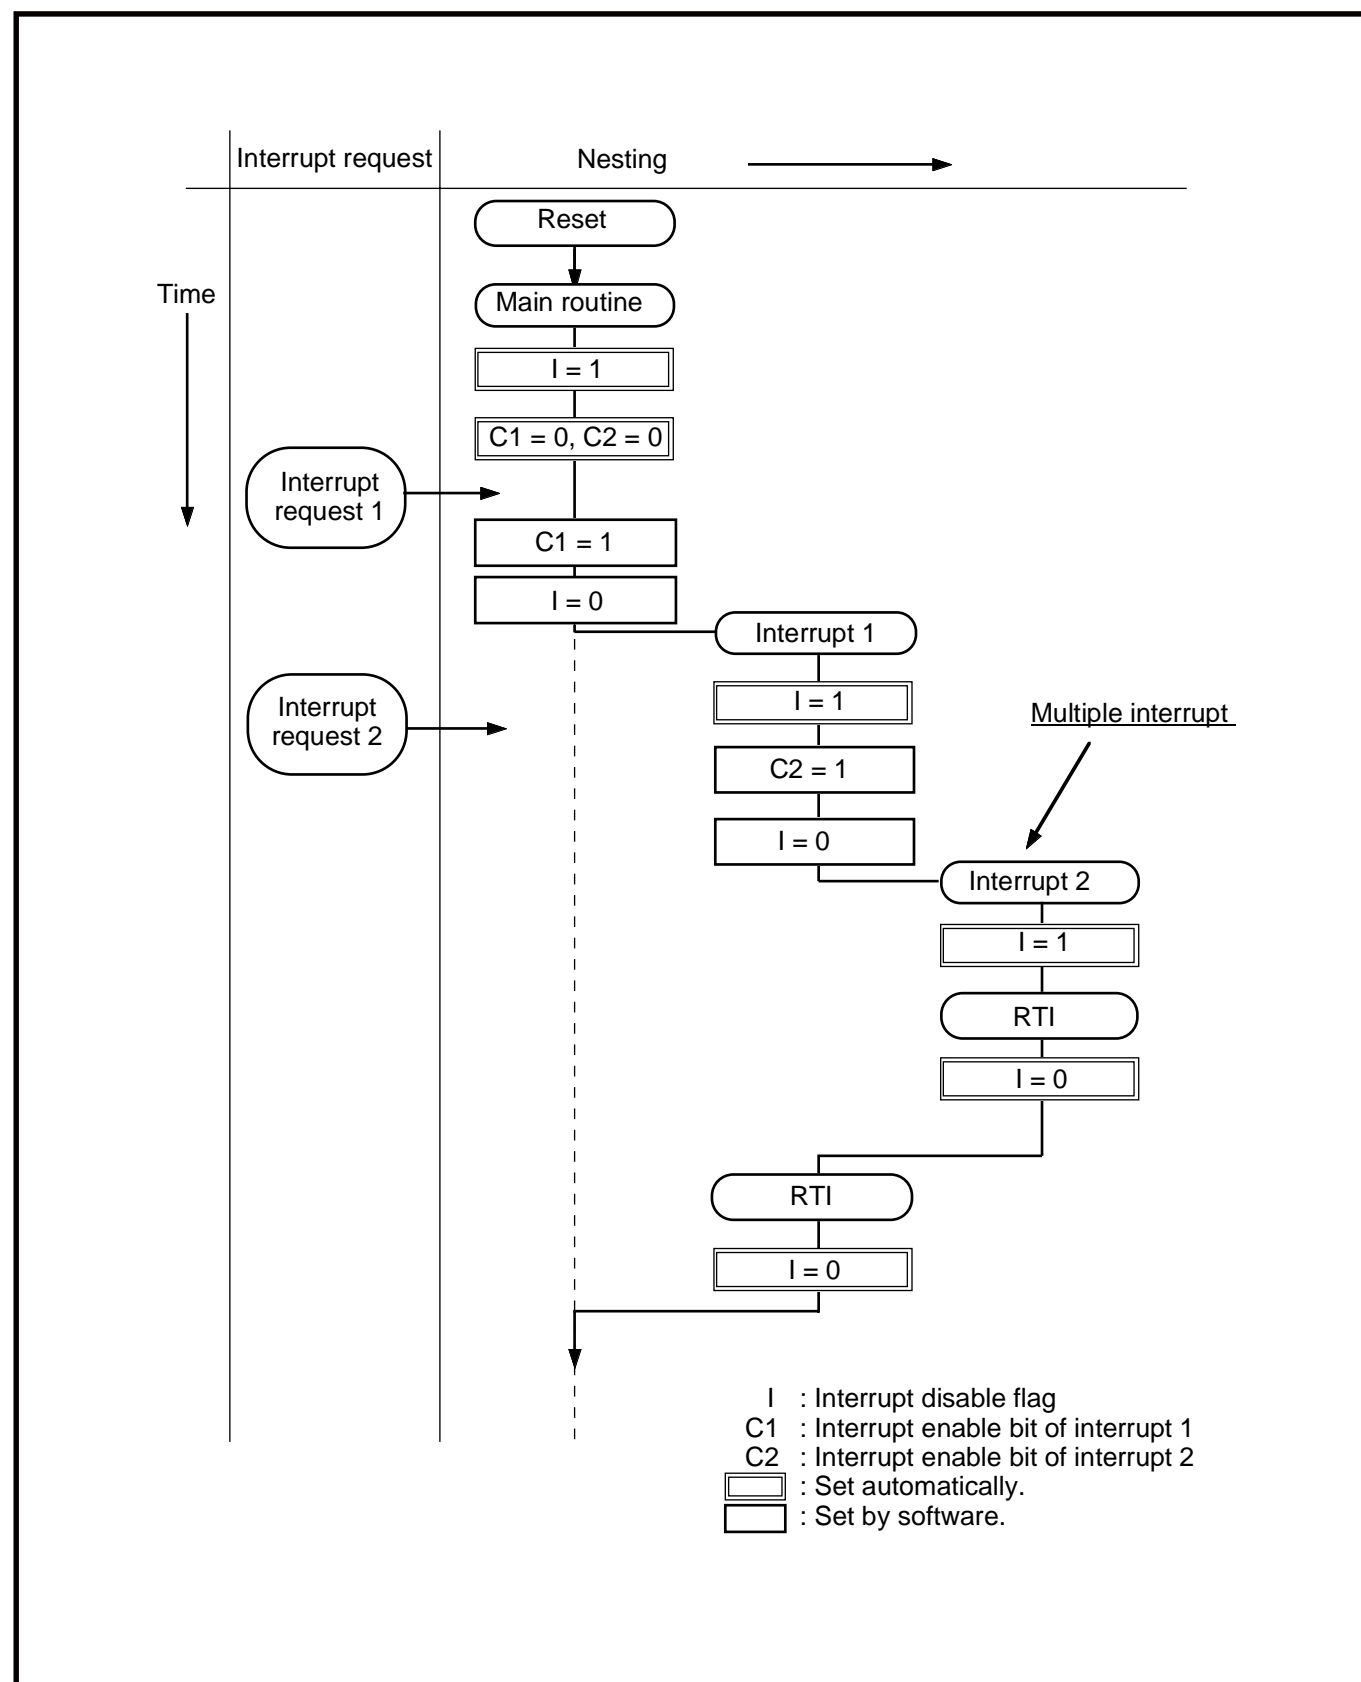 Interrupt request
Nesting
Reset
Time
Main routine
I = 1
C1 = 0, C2 = 0
Interrupt
request 1
C1 = 1
I = 0
Interrupt 1
I = 1
Interrupt
request 2
Multiple interrupt
C2 = 1
I = 0
Interrupt 2
I = 1
RTI
I = 0
RTI
I = 0
I : Interrupt disable flag
C1 : Interrupt enable bit of interrupt 1
C2 : Interrupt enable bit of interrupt 2
: Set automatically.
: Set by software.